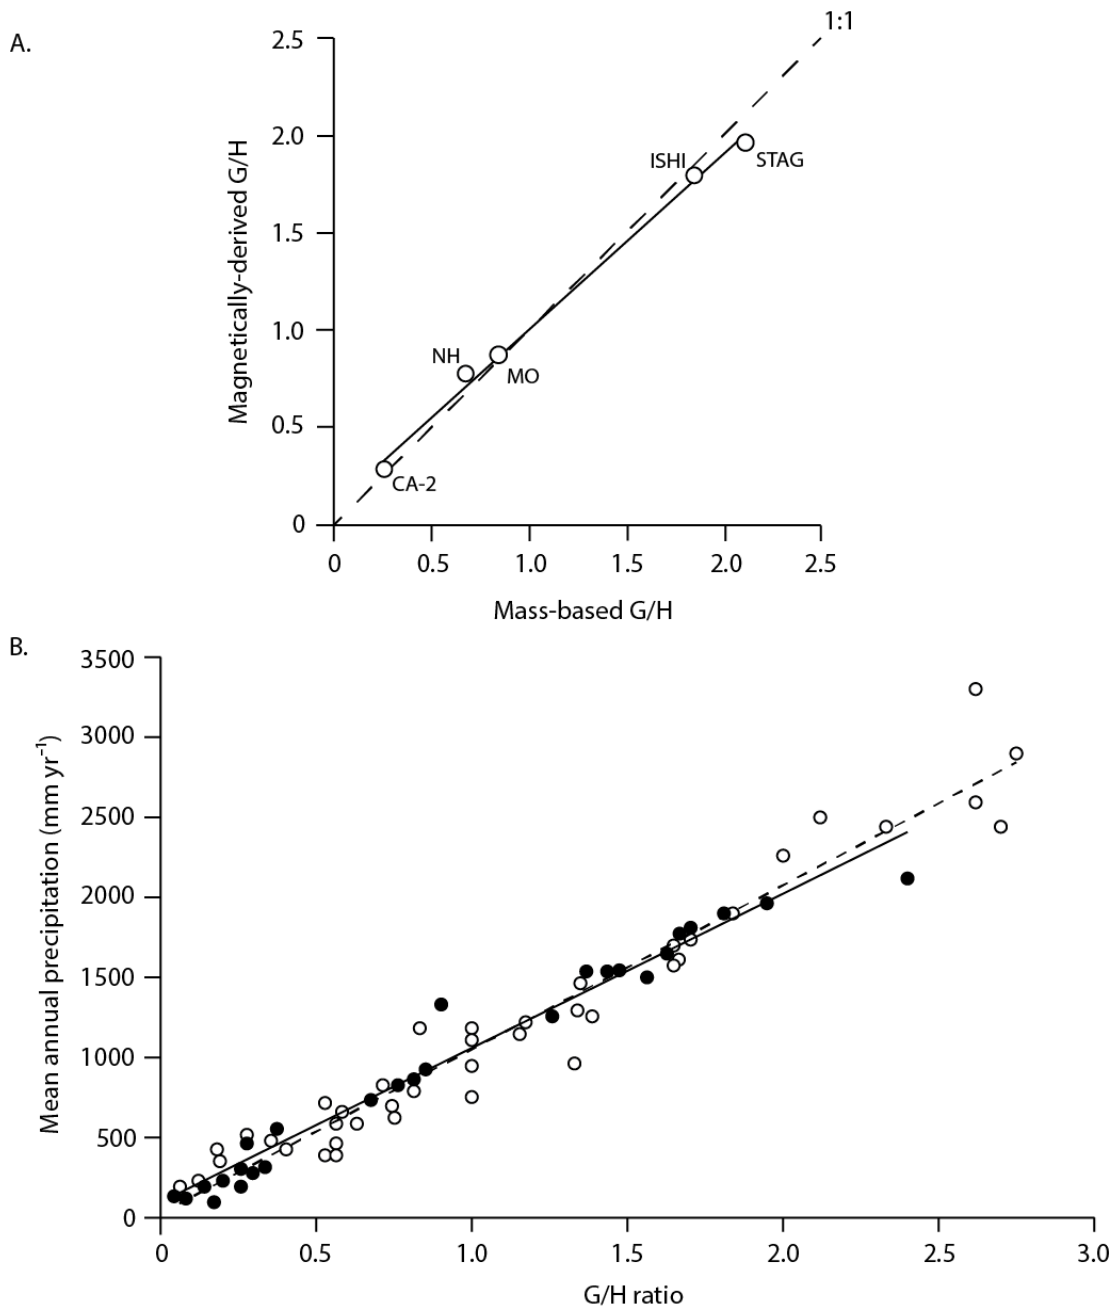 A.
1:1
2.5
2.0
1.5
1.0
0.5
0
Magnetically-derived G/H
ISHI
STAG
NH
MO
CA-2
0 0.5 1.0 1.5 2.0 2.5
Mass-based G/H
B.
3500
3000
2500
2000
1500
1000
500
0
Mean annual precipitation (mm yr⁻¹)
0 0.5 1.0 1.5 2.0 2.5 3.0
G/H ratio